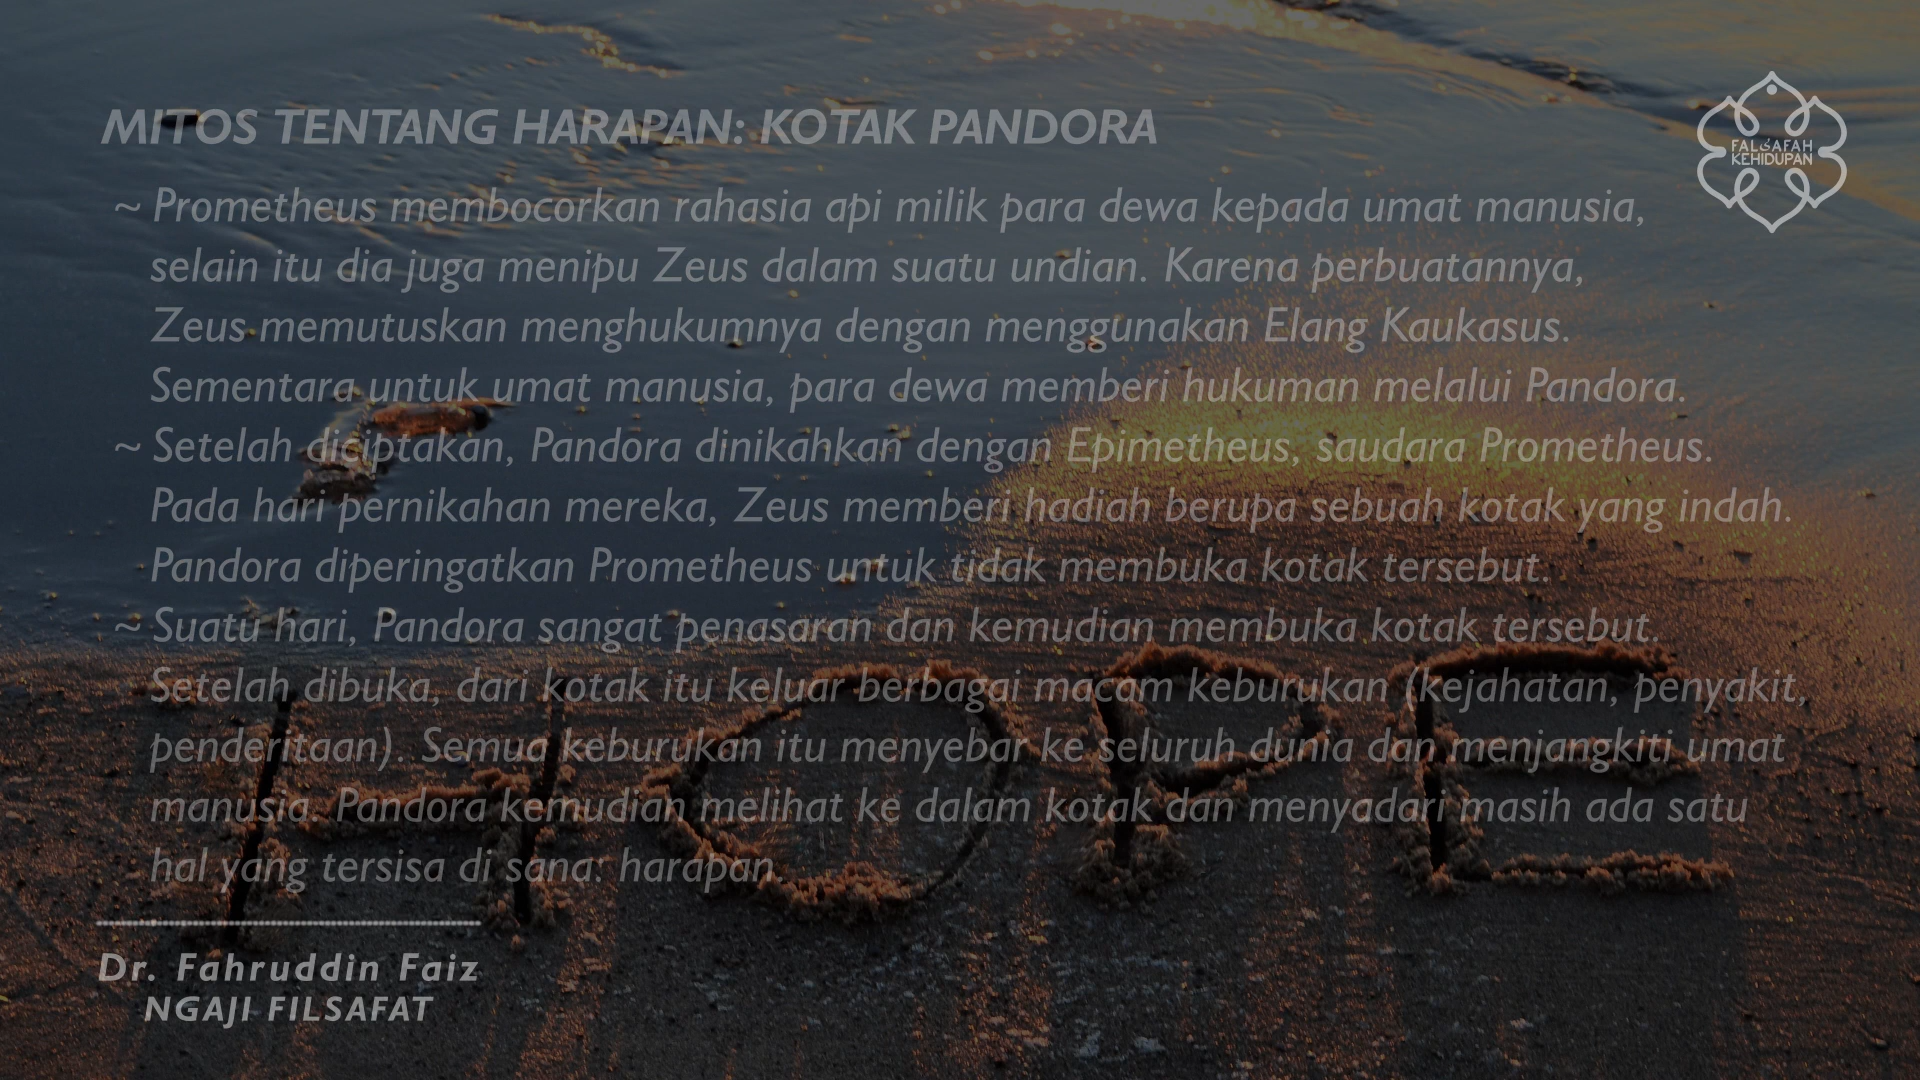 MITOS TENTANG HARAPAN: KOTAK PANDORA
FALSAFAH
KEHIDUPAN
~ Prometheus membocorkan rahasia api milik para dewa kepada umat manusia,
selain itu dia juga menipu Zeus dalam suatu undian. Karena perbuatannya,
Zeus memutuskan menghukumnya dengan menggunakan Elang Kaukasus.
Sementara untuk umat manusia, para dewa memberi hukuman melalui Pandora.
~ Setelah diciptakan, Pandora dinikahkan dengan Epimetheus, saudara Prometheus.
Pada hari pernikahan mereka, Zeus memberi hadiah berupa sebuah kotak yang indah.
Pandora diperingatkan Prometheus untuk tidak membuka kotak tersebut.
~ Suatu hari, Pandora sangat penasaran dan kemudian membuka kotak tersebut.
Setelah dibuka, dari kotak itu keluar berbagai macam keburukan (kejahatan, penyakit,
penderitaan). Semua keburukan itu menyebar ke seluruh dunia dan menjangkiti umat
manusia. Pandora kemudian melihat ke dalam kotak dan menyadari masih ada satu
hal yang tersisa di sana: harapan.
HOPE
Dr. Fahruddin Faiz
NGAJI FILSAFAT